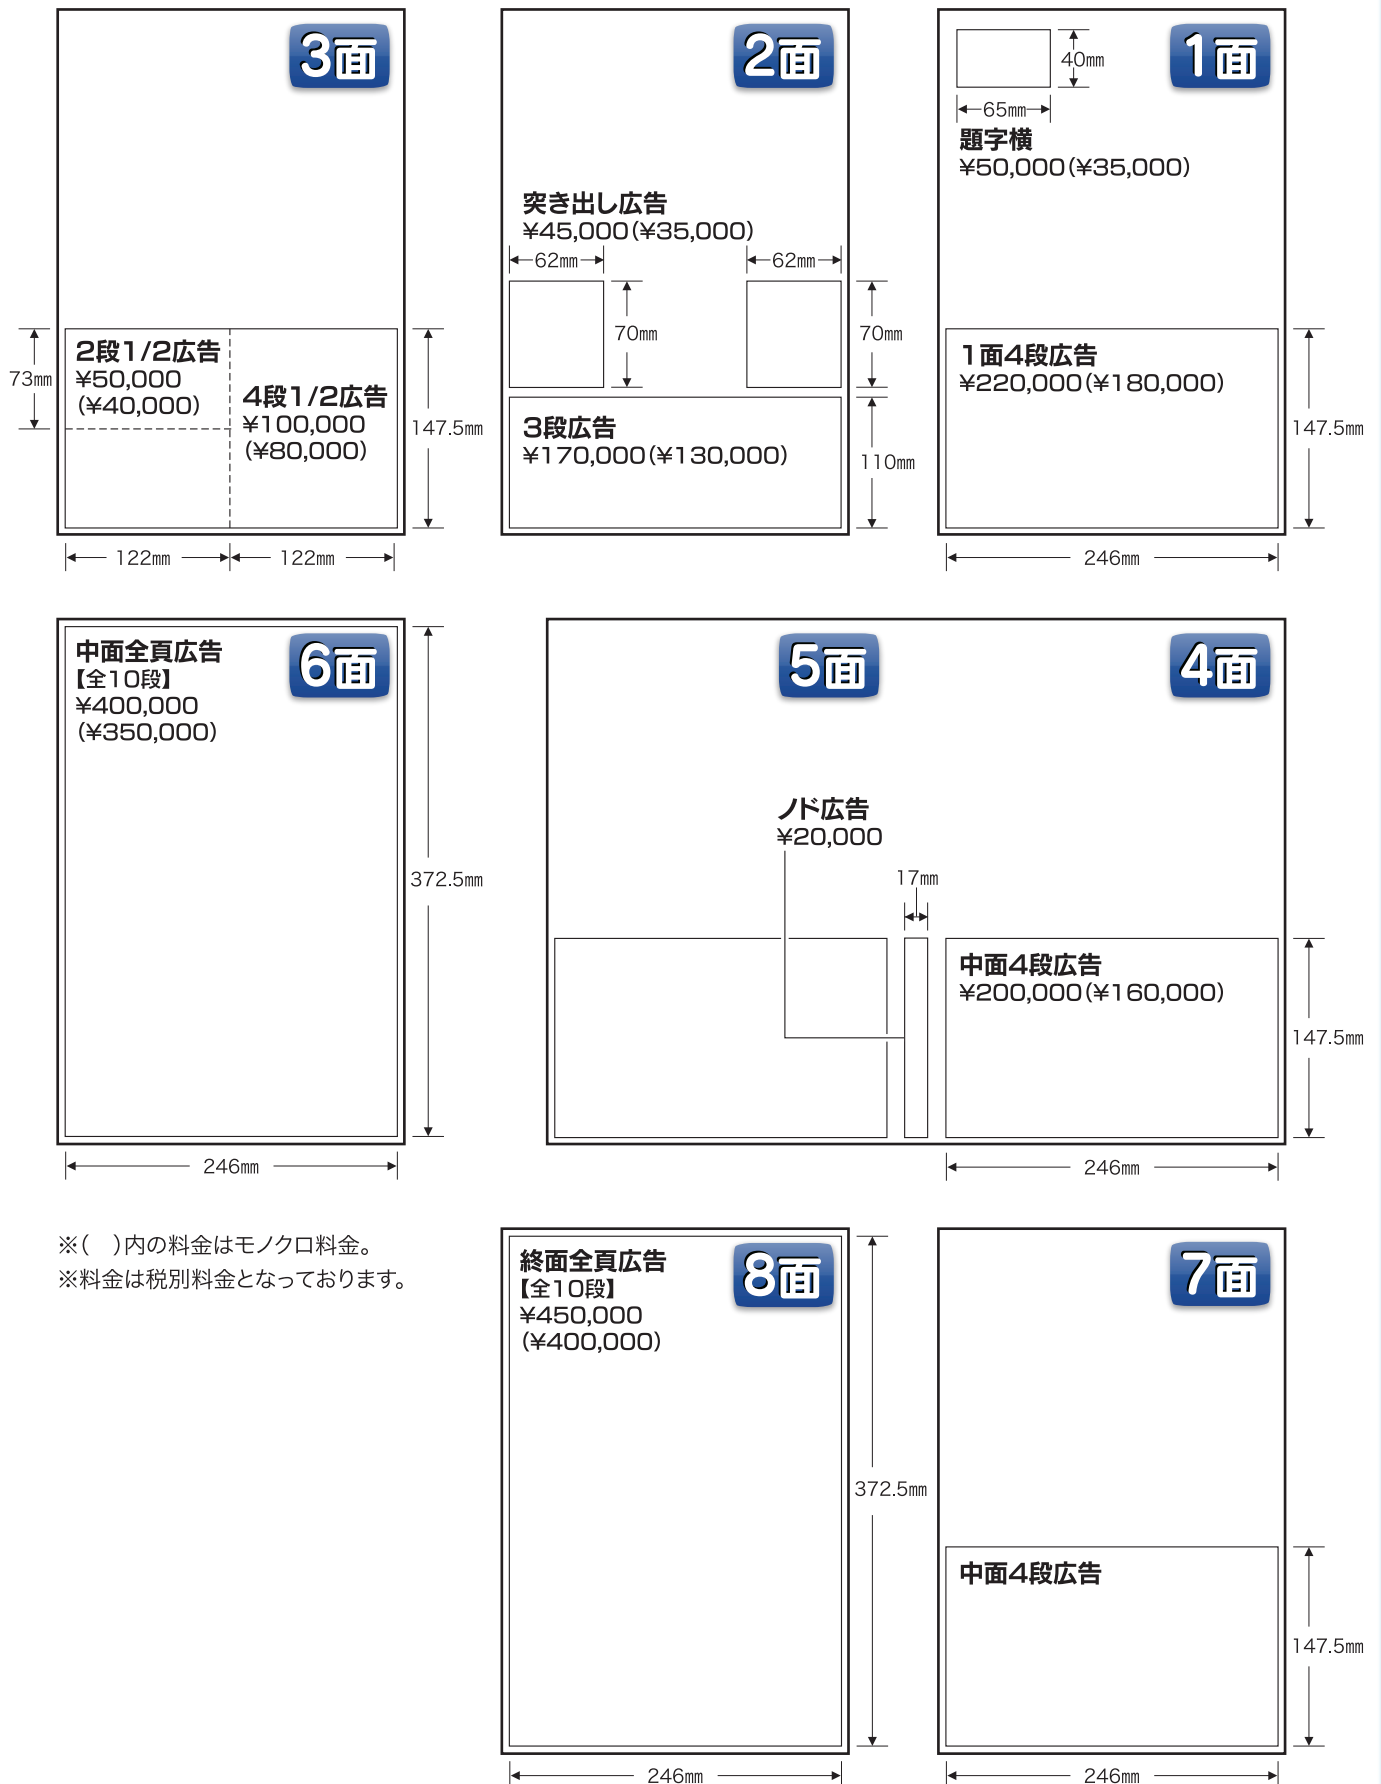 3面
2段1/2広告
¥50,000
(¥40,000)
4段1/2広告
¥100,000
(¥80,000)
73mm
147.5mm
122mm
122mm
2面
突き出し広告
¥45,000(¥35,000)
62mm
62mm
70mm
70mm
3段広告
¥170,000(¥130,000)
110mm
1面
40mm
65mm
題字横
¥50,000(¥35,000)
1面4段広告
¥220,000(¥180,000)
147.5mm
246mm
6面
中面全頁広告
【全10段】
¥400,000
(¥350,000)
372.5mm
246mm
5面
4面
ノド広告
¥20,000
17mm
中面4段広告
¥200,000(¥160,000)
147.5mm
246mm
※(　)内の料金はモノクロ料金。
※料金は税別料金となっております。
8面
終面全頁広告
【全10段】
¥450,000
(¥400,000)
372.5mm
246mm
7面
中面4段広告
147.5mm
246mm